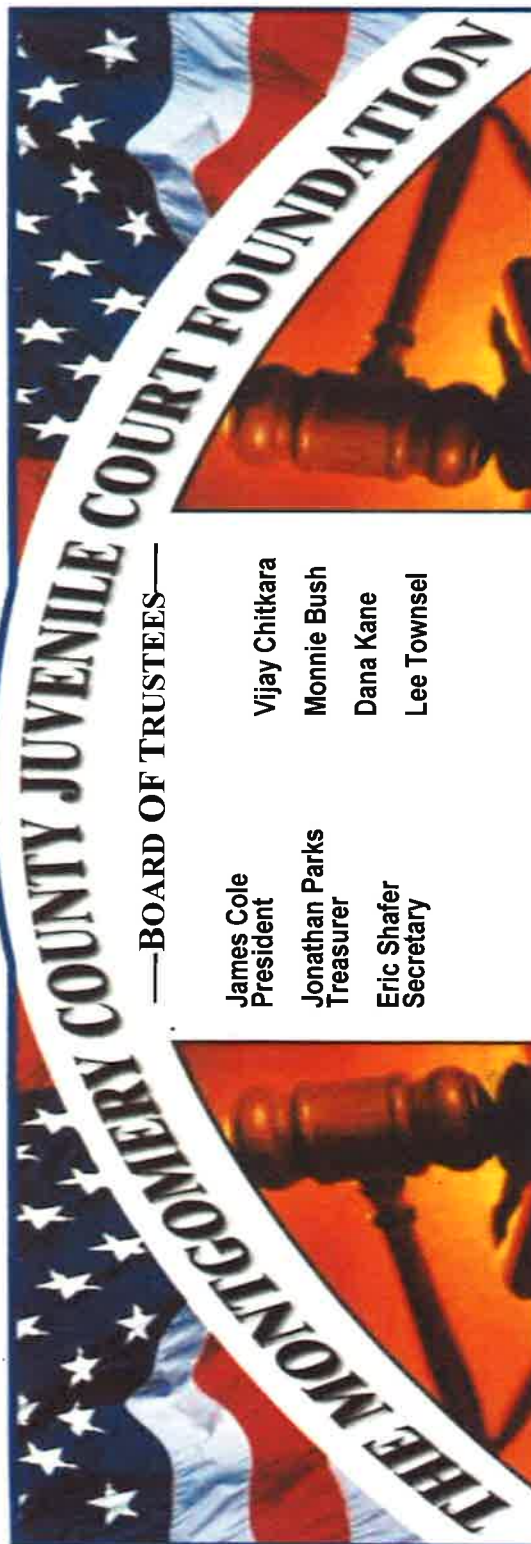 THE MONTGOMERY COUNTY JUVENILE COURT FOUNDATION
—BOARD OF TRUSTEES—
James Cole
President
Jonathan Parks
Treasurer
Eric Shafer
Secretary
Vijay Chitkara
Monnie Bush
Dana Kane
Lee Townsel